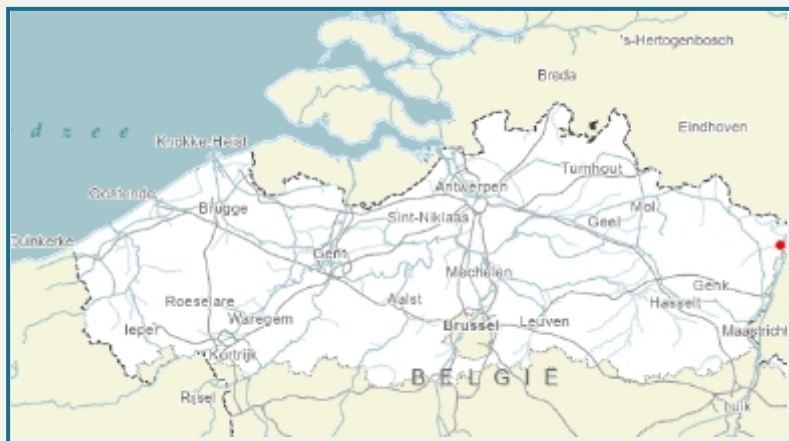 's-Hertogenbosch
Breda
d z e e
Eindhoven
Knokke-Heist
Turnhout
Antwerpen
Oostende
Mol
Brugge
Sint-Niklaas
Geel
Duinkerke
Gent
Mechelen
Genk
Roeselare
Aalst
Hasselt
Waregem
Leuven
Ieper
Brussel
Maastricht
Kortrijk
BELGIË
Rijsel
Luik